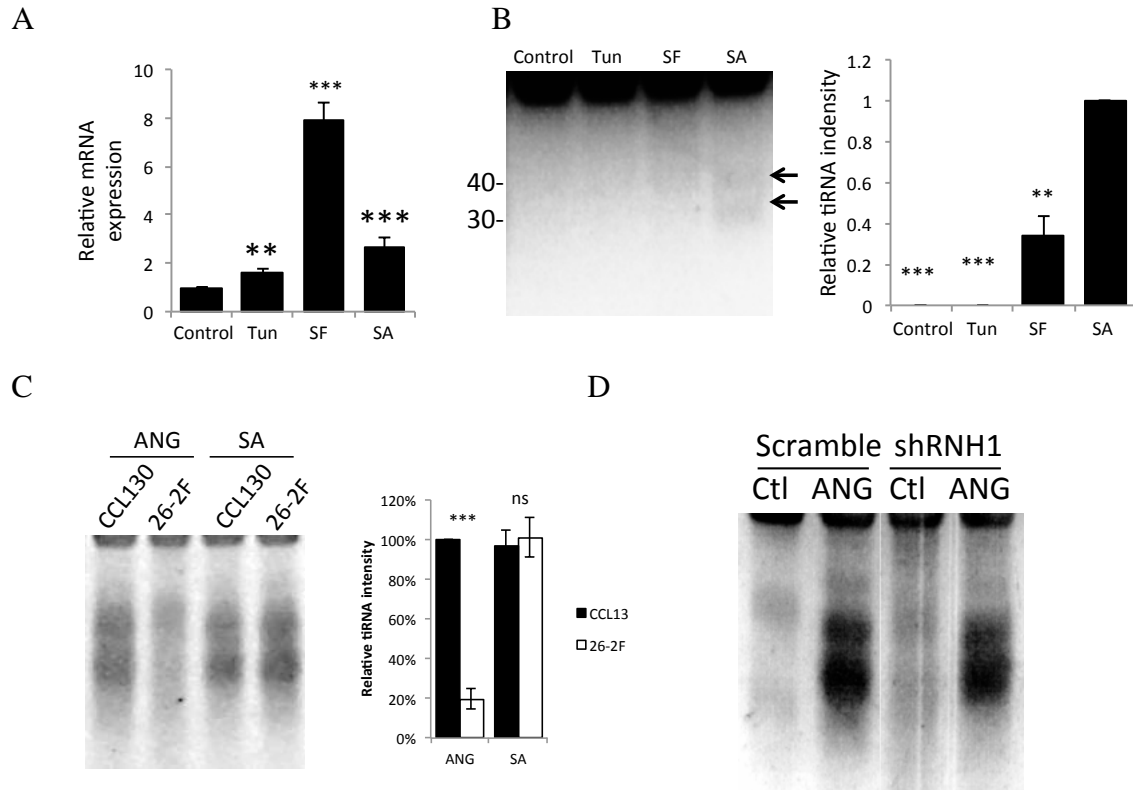 A
Relative mRNA
expression
10
8
6
4
2
0
**
***
***
Control Tun SF SA
B
Control Tun SF SA
40-
30-
Relative tiRNA indensity
1.2
1
0.8
0.6
0.4
0.2
0
***
***
**
Control Tun SF SA
C
ANG SA
CCL130 26-2F CCL130 26-2F
Relative tiRNA intensity
120%
100%
80%
60%
40%
20%
0%
***
ns
ANG SA
CCL13
26-2F
D
Scramble shRNH1
Ctl ANG Ctl ANG